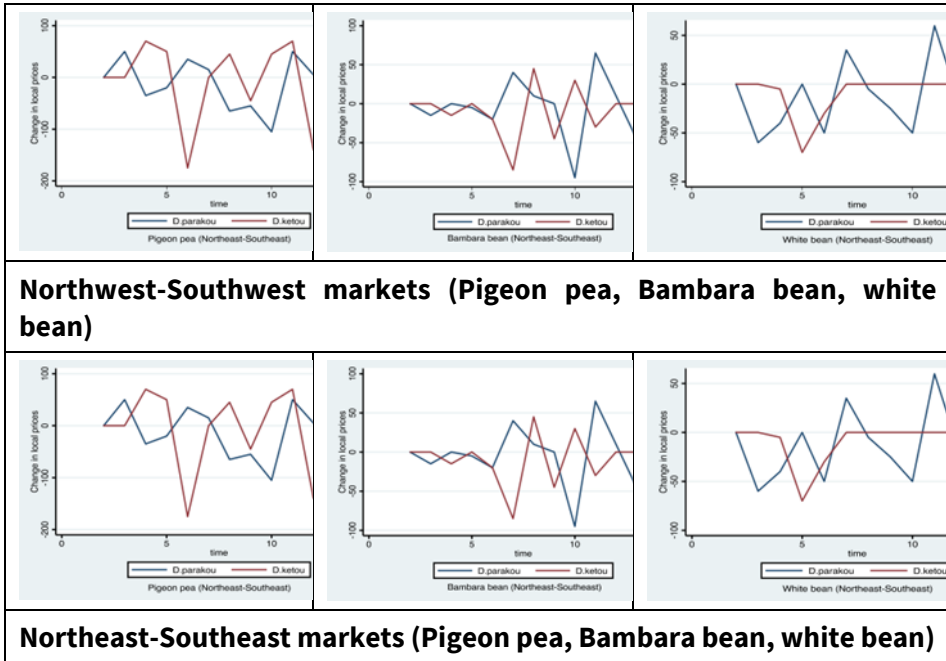 Change in local prices
100
0
-100
-200
0
5
10
time
D.parakou D.ketou
Pigeon pea (Northeast-Southeast)
Change in local prices
100
50
0
-50
-100
0
5
10
time
D.parakou D.ketou
Bambara bean (Northeast-Southeast)
Change in local prices
50
0
-50
-100
0
5
10
time
D.parakou D.ketou
White bean (Northeast-Southeast)
Northwest-Southwest markets (Pigeon pea, Bambara bean, white
bean)
Change in local prices
100
0
-100
-200
0
5
10
time
D.parakou D.ketou
Pigeon pea (Northeast-Southeast)
Change in local prices
100
50
0
-50
-100
0
5
10
time
D.parakou D.ketou
Bambara bean (Northeast-Southeast)
Change in local prices
50
0
-50
-100
0
5
10
time
D.parakou D.ketou
White bean (Northeast-Southeast)
Northeast-Southeast markets (Pigeon pea, Bambara bean, white bean)